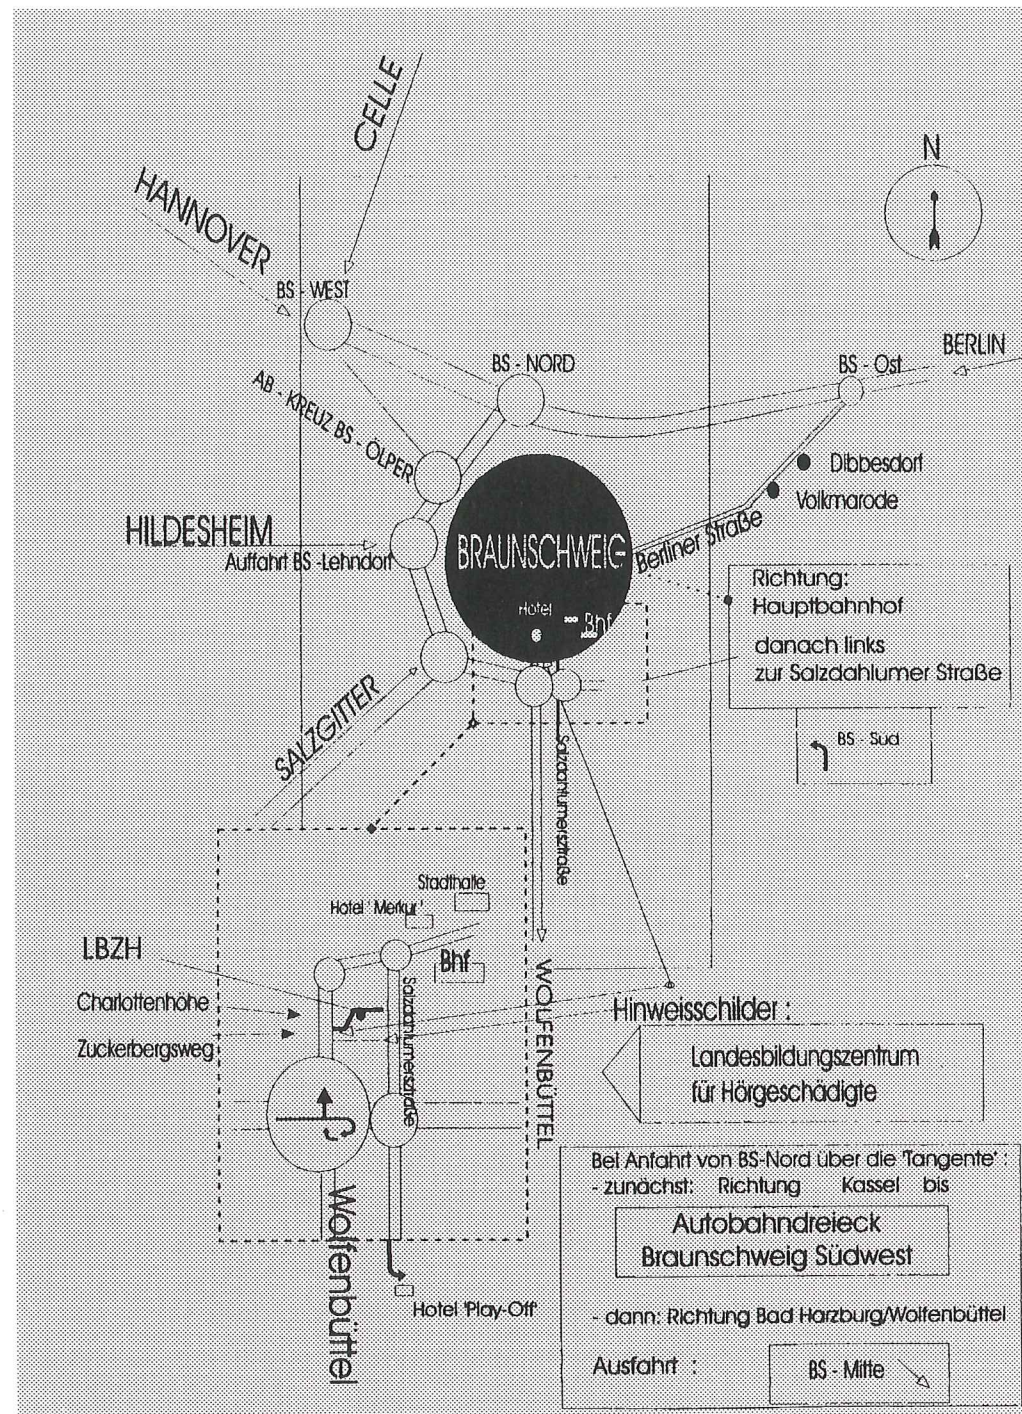 CELLE
N
HANNOVER
BS - WEST
BS - NORD
BS - Ost
BERLIN
AB - KREUZ BS - ÖLPER
Dibbesdorf
Volkmarode
HILDESHEIM
Auffahrt BS -Lehndorf
BRAUNSCHWEIG
Berliner Straße
Hotel
Bhf
Richtung:
Hauptbahnhof
danach links
zur Salzdahlumer Straße
SALZGITTER
BS - Süd
Salzdahlumersztraße
Stadthalle
Hotel ' Merkur '
LBZH
Bhf
Charlottenhöhe
Zuckerbergsweg
Salzdahlumersztraße
WOLFENBÜTTEL
Hinweisschilder :
Landesbildungszentrum
für Hörgeschädigte
Wolfenbüttel
Hotel 'Play-Off'
Bei Anfahrt von BS-Nord über die 'Tangente' :
- zunächst: Richtung Kassel bis
Autobahndreieck
Braunschweig Südwest
- dann: Richtung Bad Harzburg/Wolfenbüttel
Ausfahrt :
BS - Mitte